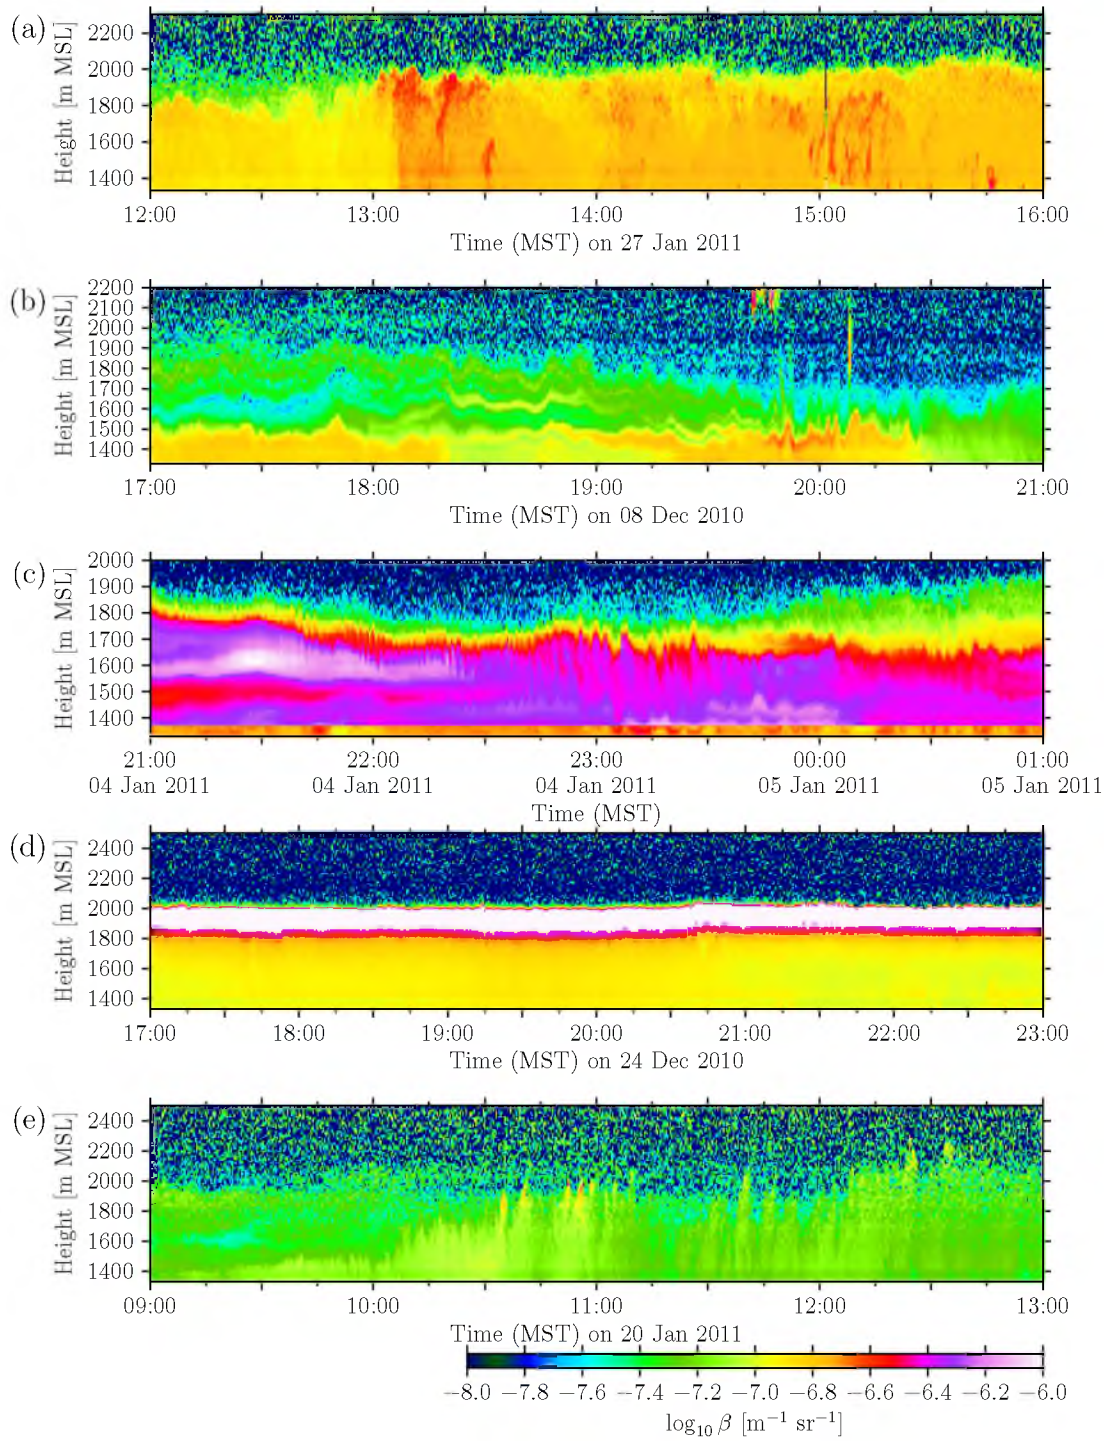 (a)
Height [m MSL]
2200
2000
1800
1600
1400
12:00 13:00 14:00 15:00 16:00
Time (MST) on 27 Jan 2011
(b)
Height [m MSL]
2200
2100
2000
1900
1800
1700
1600
1500
1400
17:00 18:00 19:00 20:00 21:00
Time (MST) on 08 Dec 2010
(c)
Height [m MSL]
2000
1900
1800
1700
1600
1500
1400
21:00 22:00 23:00 00:00 01:00
04 Jan 2011 04 Jan 2011 04 Jan 2011 05 Jan 2011 05 Jan 2011
Time (MST)
(d)
Height [m MSL]
2400
2200
2000
1800
1600
1400
17:00 18:00 19:00 20:00 21:00 22:00 23:00
Time (MST) on 24 Dec 2010
(e)
Height [m MSL]
2400
2200
2000
1800
1600
1400
09:00 10:00 11:00 12:00 13:00
Time (MST) on 20 Jan 2011
−8.0 −7.8 −7.6 −7.4 −7.2 −7.0 −6.8 −6.6 −6.4 −6.2 −6.0
log₁₀ β [m⁻¹ sr⁻¹]